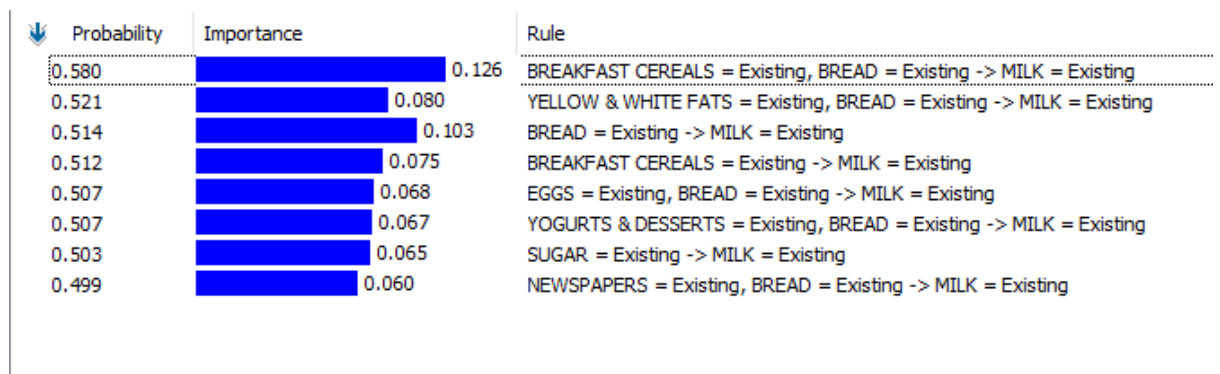 Probability Importance Rule
0.580 0.126 BREAKFAST CEREALS = Existing, BREAD = Existing -> MILK = Existing
0.521 0.080 YELLOW & WHITE FATS = Existing, BREAD = Existing -> MILK = Existing
0.514 0.103 BREAD = Existing -> MILK = Existing
0.512 0.075 BREAKFAST CEREALS = Existing -> MILK = Existing
0.507 0.068 EGGS = Existing, BREAD = Existing -> MILK = Existing
0.507 0.067 YOGURTS & DESSERTS = Existing, BREAD = Existing -> MILK = Existing
0.503 0.065 SUGAR = Existing -> MILK = Existing
0.499 0.060 NEWSPAPERS = Existing, BREAD = Existing -> MILK = Existing